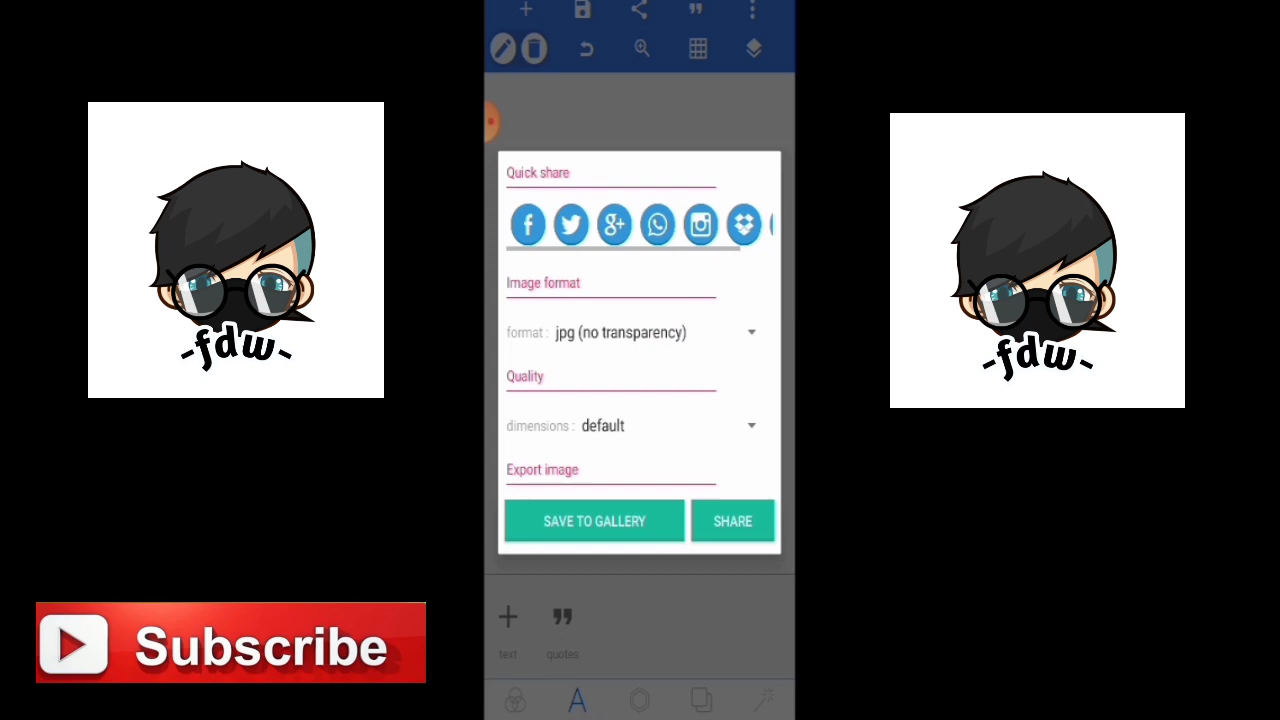 Quick share
Image format
format : jpg (no transparency)
Quality
dimensions : default
Export image
SAVE TO GALLERY
SHARE
text
quotes
-fdw-
-fdw-
Subscribe